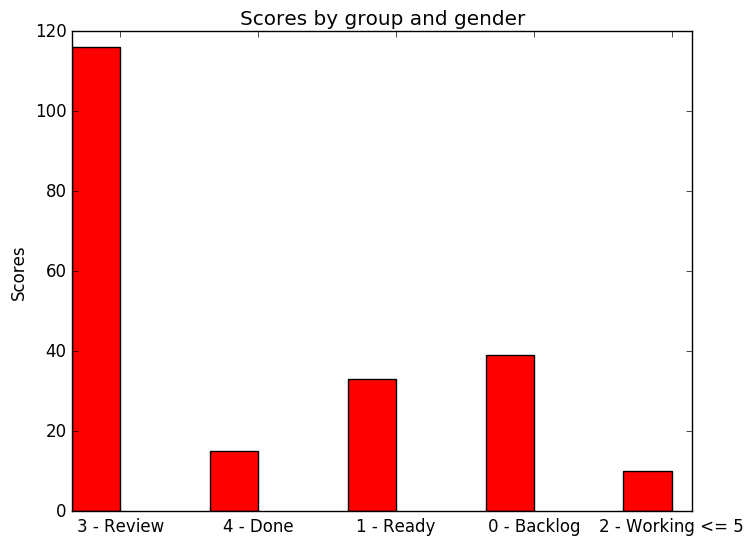 Scores by group and gender
120
100
80
60
40
20
0
Scores
3 - Review
4 - Done
1 - Ready
0 - Backlog
2 - Working <= 5